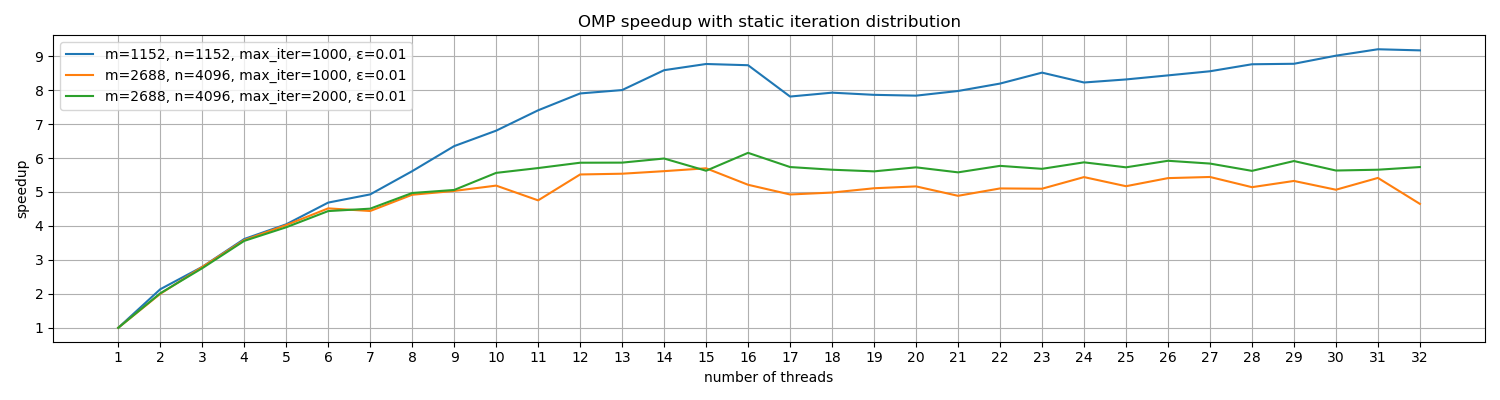 OMP speedup with static iteration distribution
m=1152, n=1152, max_iter=1000, ε=0.01
m=2688, n=4096, max_iter=1000, ε=0.01
m=2688, n=4096, max_iter=2000, ε=0.01
9
8
7
6
5
4
3
2
1
speedup
1 2 3 4 5 6 7 8 9 10 11 12 13 14 15 16 17 18 19 20 21 22 23 24 25 26 27 28 29 30 31 32
number of threads